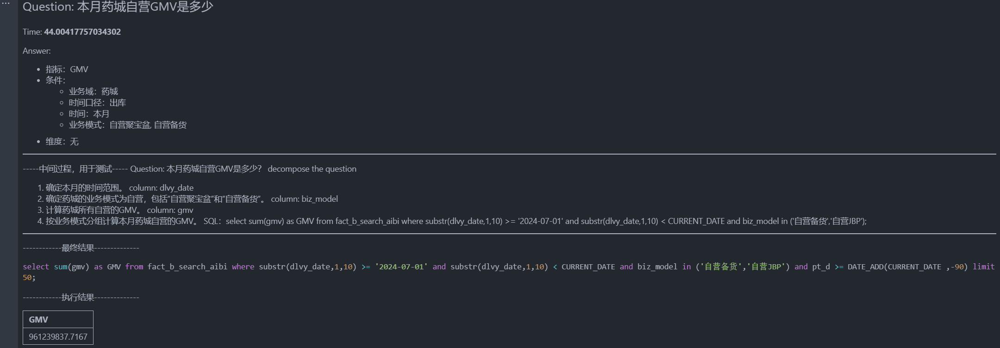 ...
Question: 本月药城自营GMV是多少
Time: 44.00417757034302
Answer:
• 指标：GMV
• 条件：
◦ 业务域：药城
◦ 时间口径：出库
◦ 时间：本月
◦ 业务模式：自营聚宝盆, 自营备货
• 维度：无
-----中间过程，用于测试----- Question: 本月药城自营GMV是多少？ decompose the question
1. 确定本月的时间范围。 column: dlvy_date
2. 确定药城的业务模式为自营，包括“自营聚宝盆”和“自营备货”。 column: biz_model
3. 计算药城所有自营的GMV。 column: gmv
4. 按业务模式分组计算本月药城自营的GMV。 SQL：select sum(gmv) as GMV from fact_b_search_aibi where substr(dlvy_date,1,10) >= '2024-07-01' and substr(dlvy_date,1,10) < CURRENT_DATE and biz_model in ('自营备货','自营JBP');
------------最终结果--------------
select sum(gmv) as GMV from fact_b_search_aibi where substr(dlvy_date,1,10) >= '2024-07-01' and substr(dlvy_date,1,10) < CURRENT_DATE and biz_model in ('自营备货','自营JBP') and pt_d >= DATE_ADD(CURRENT_DATE ,-90) limit
50;
------------执行结果--------------
GMV
961239837.7167